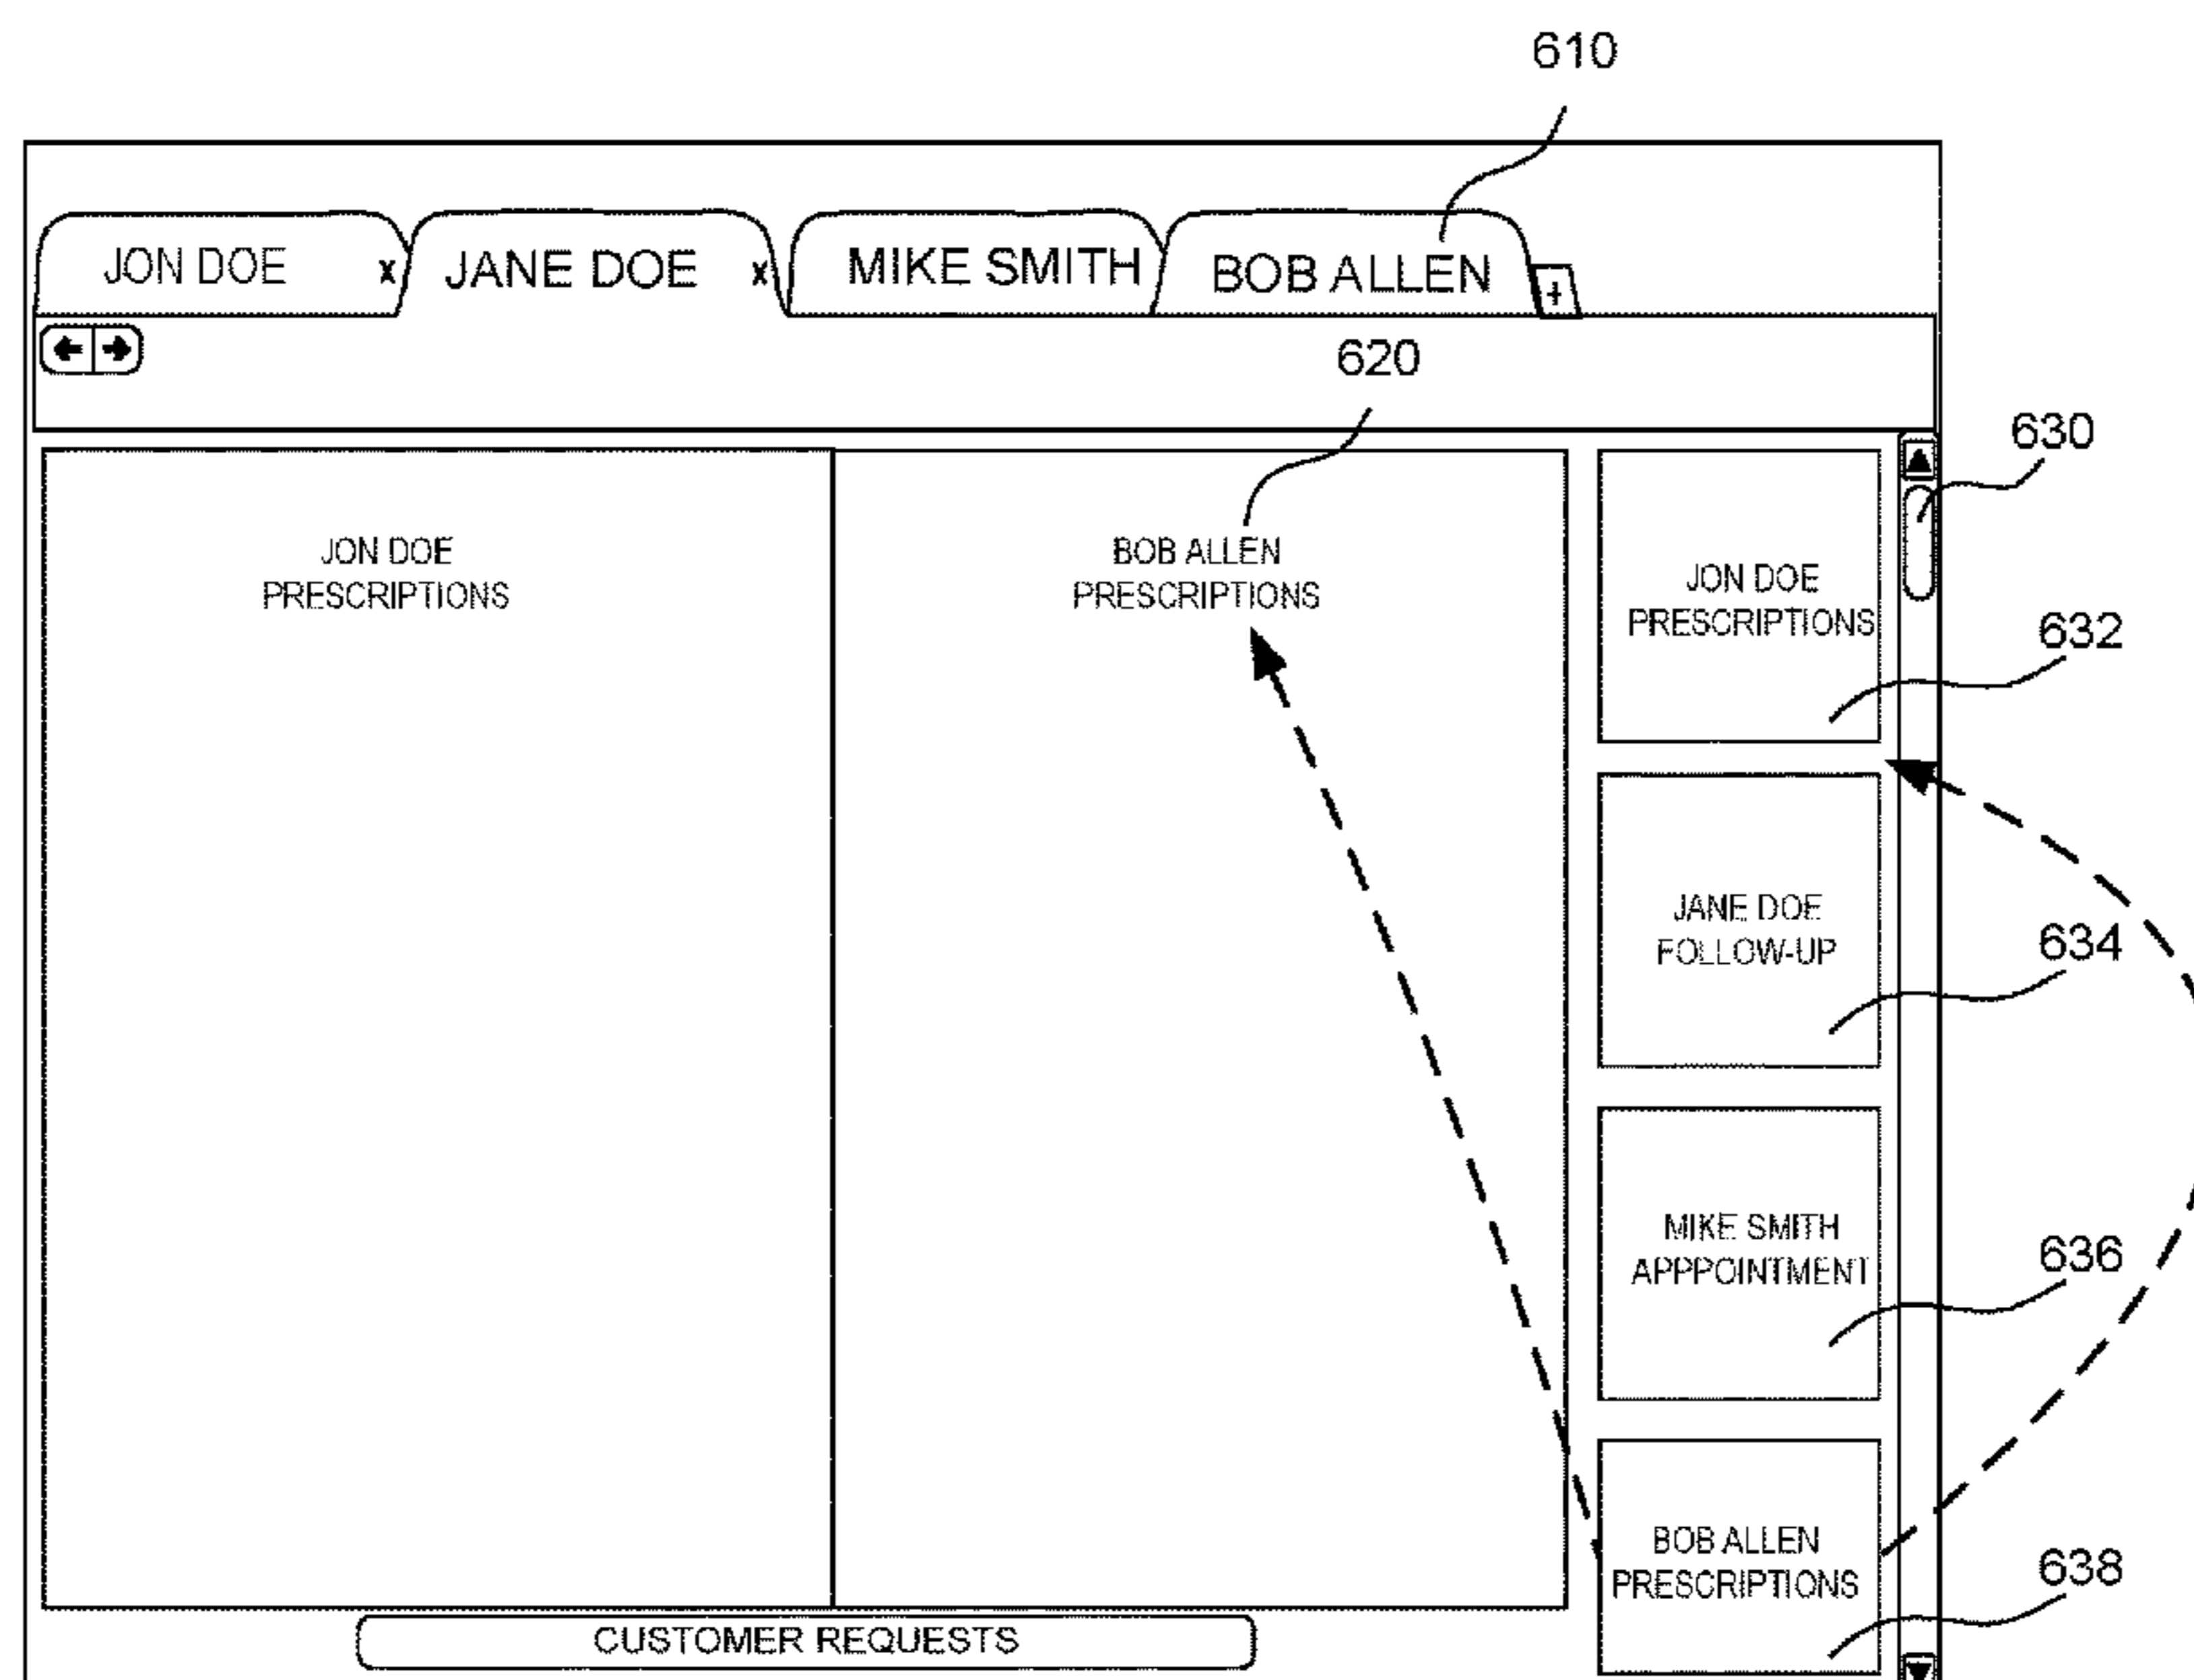 610
JON DOE x JANE DOE x MIKE SMITH BOB ALLEN +
620
630
JON DOE
PRESCRIPTIONS
BOB ALLEN
PRESCRIPTIONS
JON DOE
PRESCRIPTIONS
632
JANE DOE
FOLLOW-UP
634
MIKE SMITH
APPPOINTMENT
636
BOB ALLEN
PRESCRIPTIONS
638
CUSTOMER REQUESTS